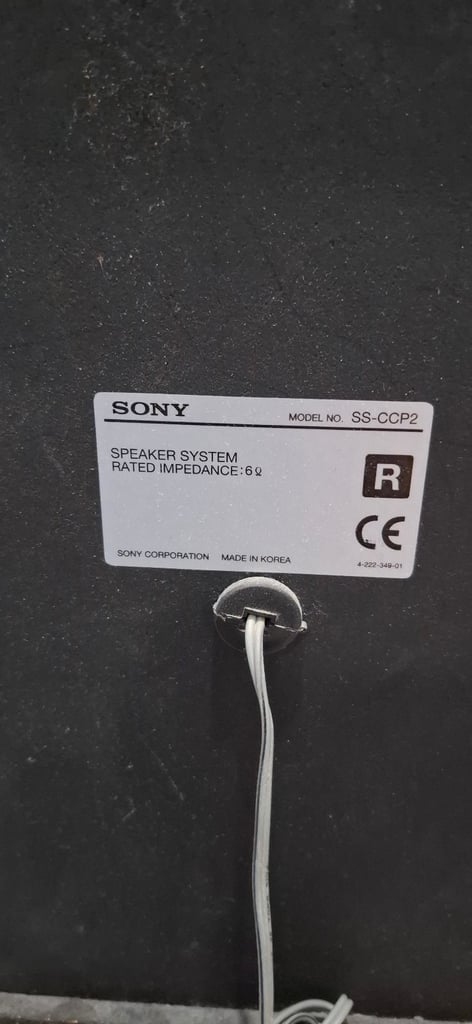 SONY MODEL NO. SS-CCP2
SPEAKER SYSTEM
RATED IMPEDANCE:6Ω
R
CE
SONY CORPORATION MADE IN KOREA
4-222-349-01